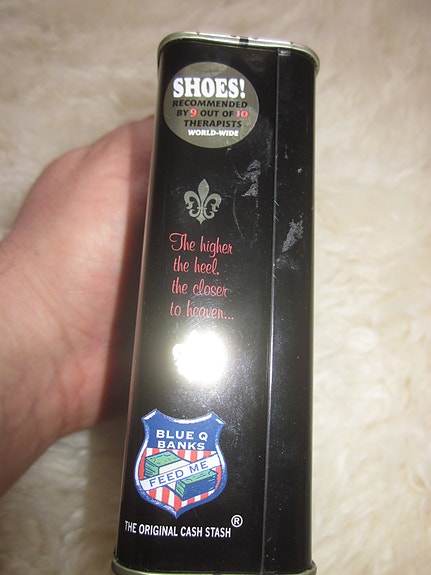 SHOES!
RECOMMENDED
BY 9 OUT OF 10
THERAPISTS
WORLD-WIDE
The higher
the heel,
the closer
to heaven...
BLUE Q
BANKS
FEED ME
THE ORIGINAL CASH STASH®